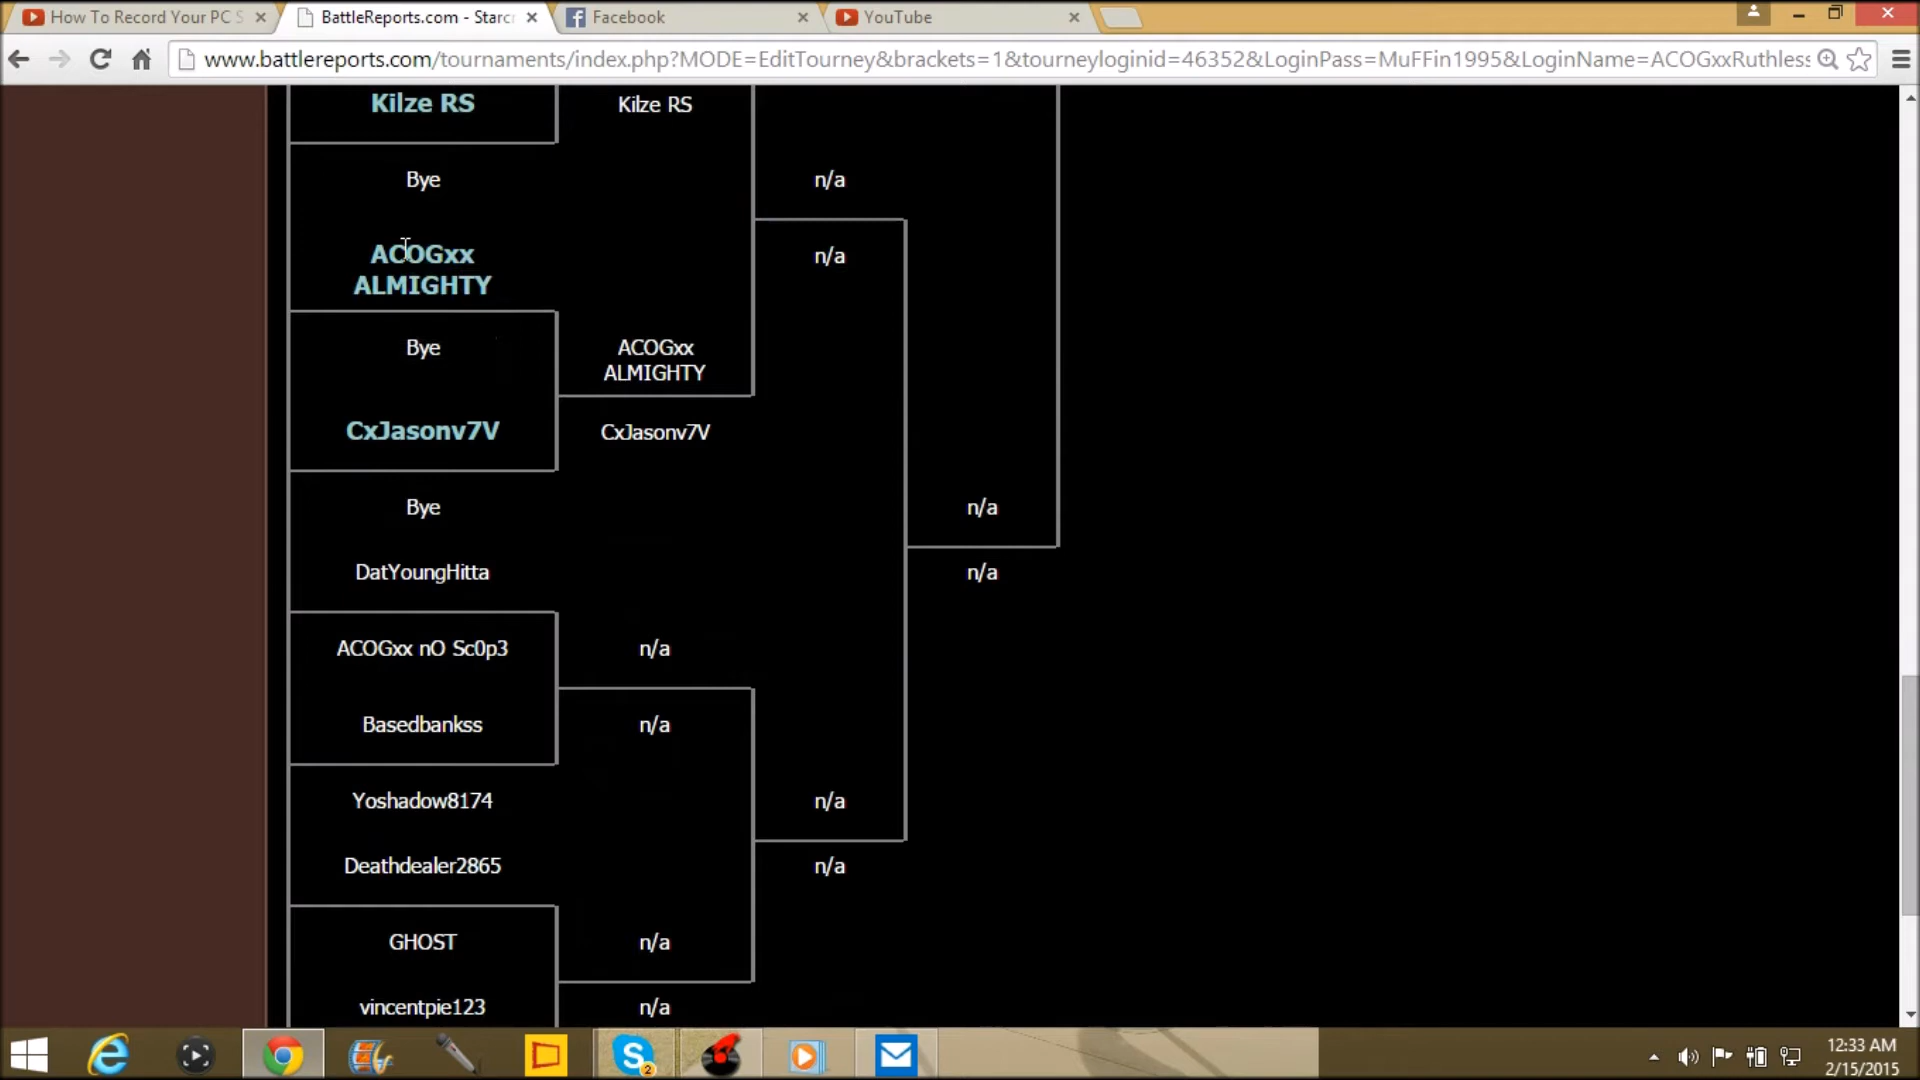 How To Record Your PC S
BattleReports.com - Starcr
Facebook
YouTube
www.battlereports.com/tournaments/index.php?MODE=EditTourney&brackets=1&tourneyloginid=46352&LoginPass=MuFFin1995&LoginName=ACOGxxRuthless
Kilze RS
Kilze RS
Bye
n/a
ACOGxx
ALMIGHTY
n/a
Bye
ACOGxx
ALMIGHTY
CxJasonv7V
CxJasonv7V
Bye
n/a
DatYoungHitta
n/a
ACOGxx nO Sc0p3
n/a
Basedbankss
n/a
Yoshadow8174
n/a
Deathdealer2865
n/a
GHOST
n/a
vincentpie123
n/a
2
12:33 AM
2/15/2015